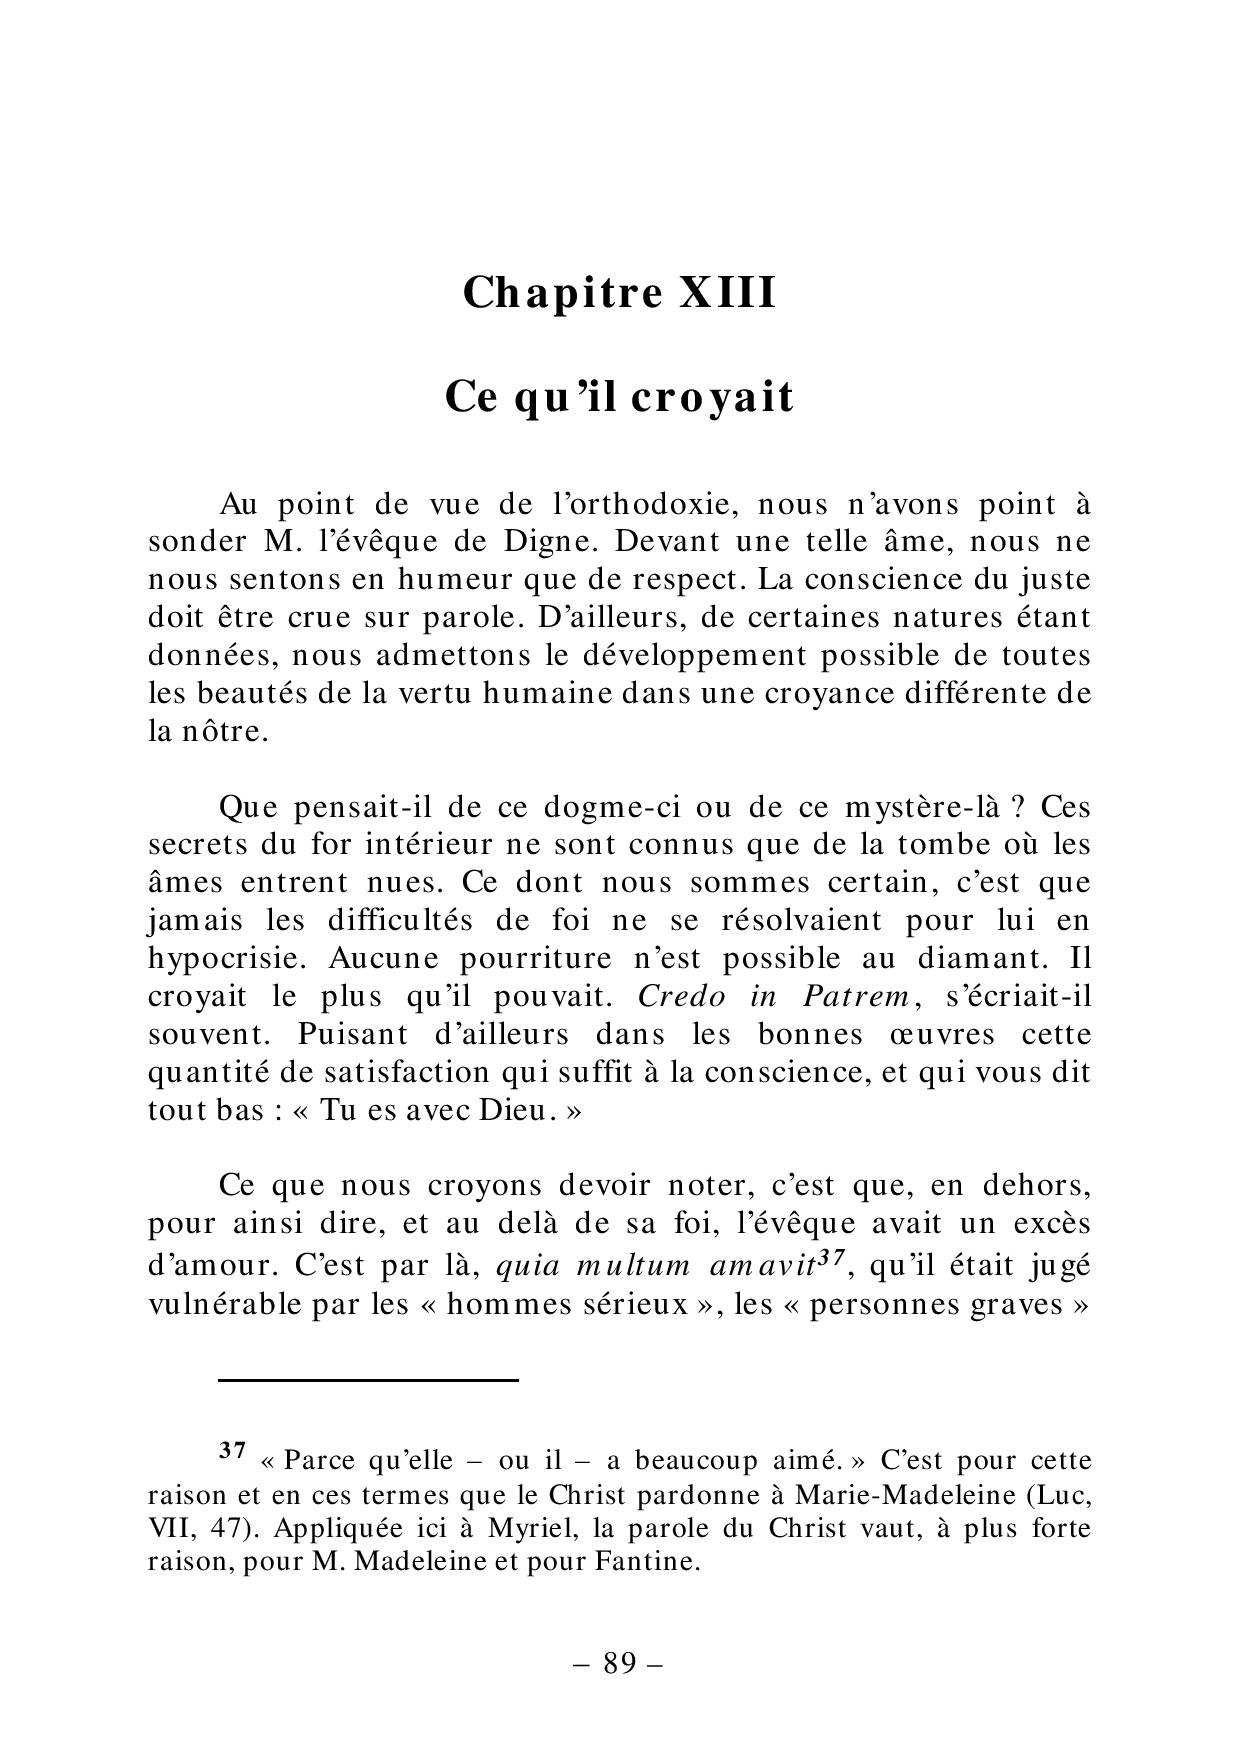 Chapitre XIII
Ce qu’il croyait
Au point de vue de l’orthodoxie, nous n’avons point à
sonder M. l’évêque de Digne. Devant une telle âme, nous ne
nous sentons en humeur que de respect. La conscience du juste
doit être crue sur parole. D’ailleurs, de certaines natures étant
données, nous admettons le développement possible de toutes
les beautés de la vertu humaine dans une croyance différente de
la nôtre.
Que pensait-il de ce dogme-ci ou de ce mystère-là ? Ces
secrets du for intérieur ne sont connus que de la tombe où les
âmes entrent nues. Ce dont nous sommes certain, c’est que
jamais les difficultés de foi ne se résolvaient pour lui en
hypocrisie. Aucune pourriture n’est possible au diamant. Il
croyait le plus qu’il pouvait. Credo in Patrem, s’écriait-il
souvent. Puisant d’ailleurs dans les bonnes œuvres cette
quantité de satisfaction qui suffit à la conscience, et qui vous dit
tout bas : « Tu es avec Dieu. »
Ce que nous croyons devoir noter, c’est que, en dehors,
pour ainsi dire, et au delà de sa foi, l’évêque avait un excès
d’amour. C’est par là, quia multum amavit37, qu’il était jugé
vulnérable par les « hommes sérieux », les « personnes graves »
37 « Parce qu’elle – ou il – a beaucoup aimé. » C’est pour cette
raison et en ces termes que le Christ pardonne à Marie-Madeleine (Luc,
VII, 47). Appliquée ici à Myriel, la parole du Christ vaut, à plus forte
raison, pour M. Madeleine et pour Fantine.
– 89 –